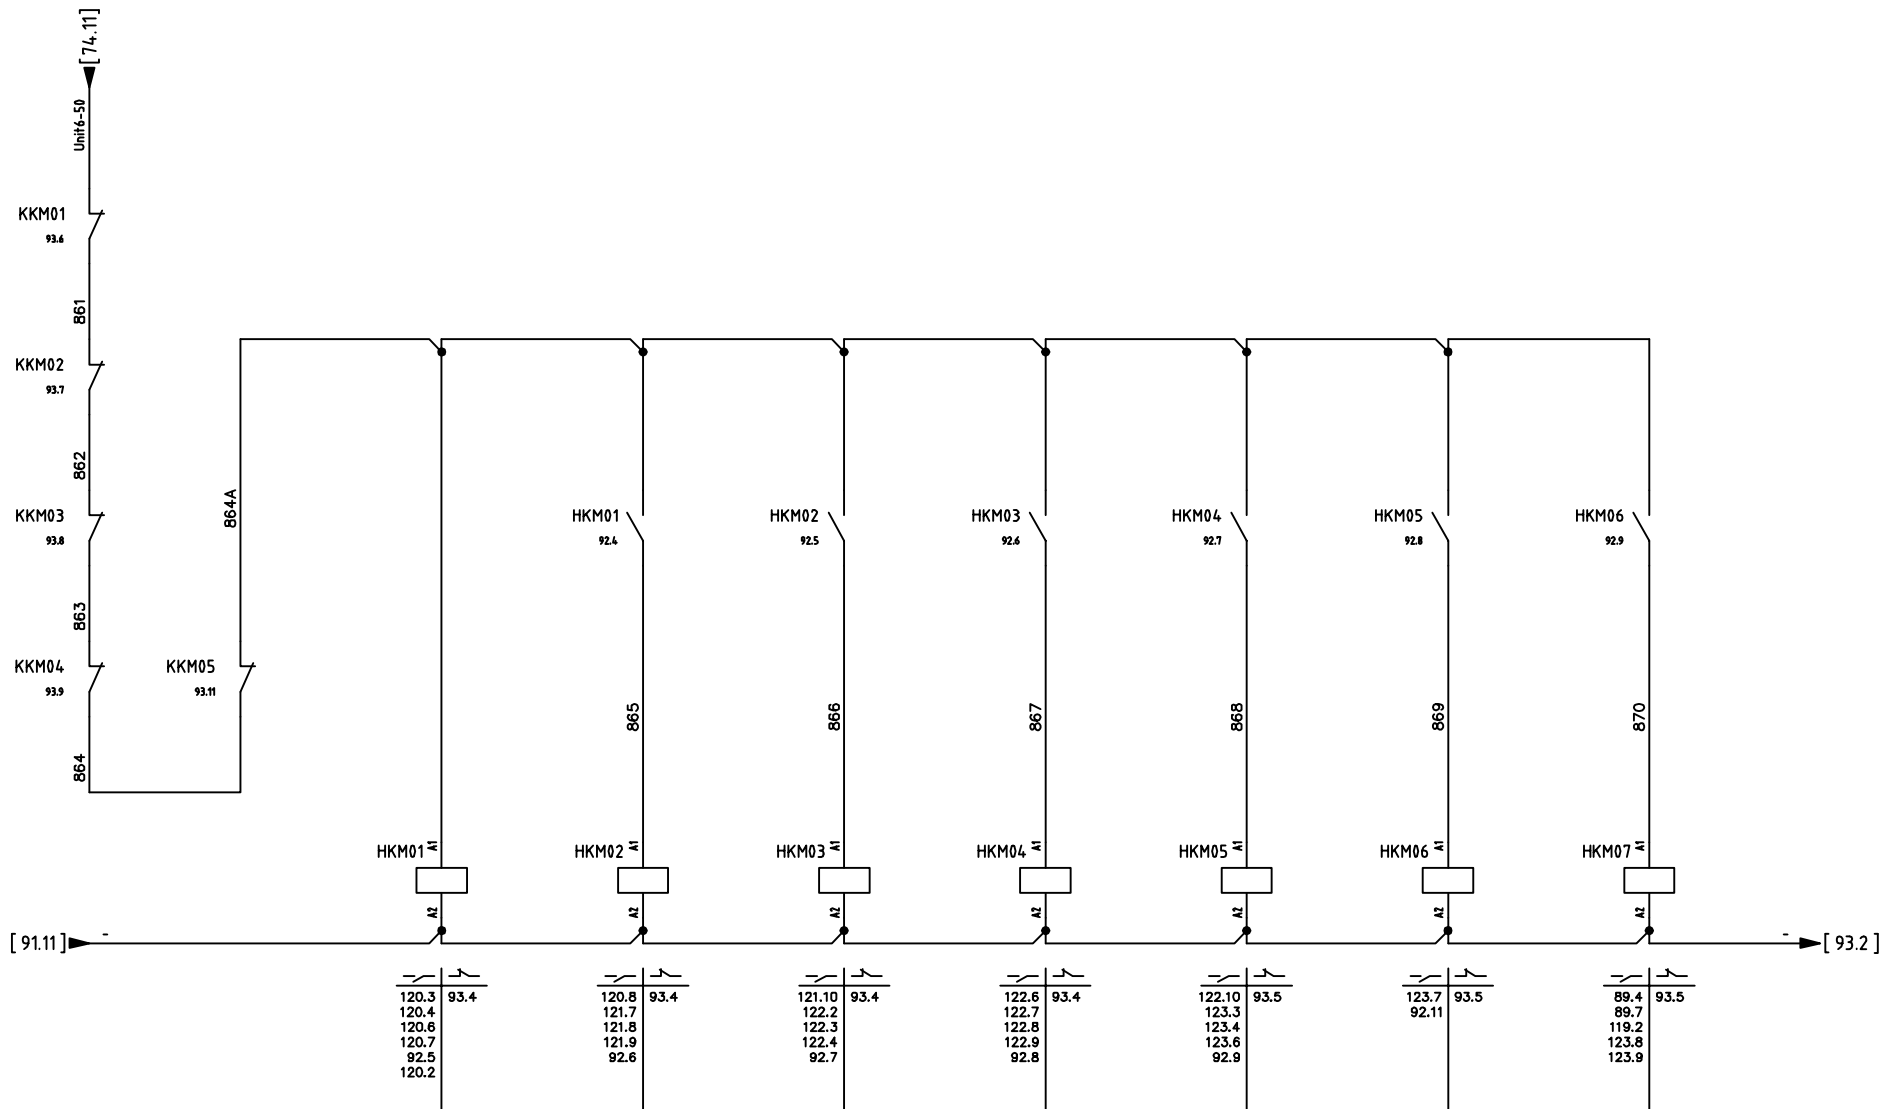 [ 74.11]
Unit6-50
KKM01
93.6
861
KKM02
93.7
862
KKM03
93.8
863
KKM04
93.9
864
864A
KKM05
93.11
HKM01
92.4
HKM02
92.5
HKM03
92.6
HKM04
92.7
HKM05
92.8
HKM06
92.9
865
866
867
868
869
870
HKM01 A1
HKM02 A1
HKM03 A1
HKM04 A1
HKM05 A1
HKM06 A1
HKM07 A1
A2
A2
A2
A2
A2
A2
A2
[ 91.11 ]
-
-
[ 93.2 ]
120.3 93.4
120.4
120.6
120.7
92.5
120.2
120.8 93.4
121.7
121.8
121.9
92.6
121.10 93.4
122.2
122.3
122.4
92.7
122.6 93.4
122.7
122.8
122.9
92.8
122.10 93.5
123.3
123.4
123.6
92.9
123.7 93.5
92.11
89.4 93.5
89.7
119.2
123.8
123.9